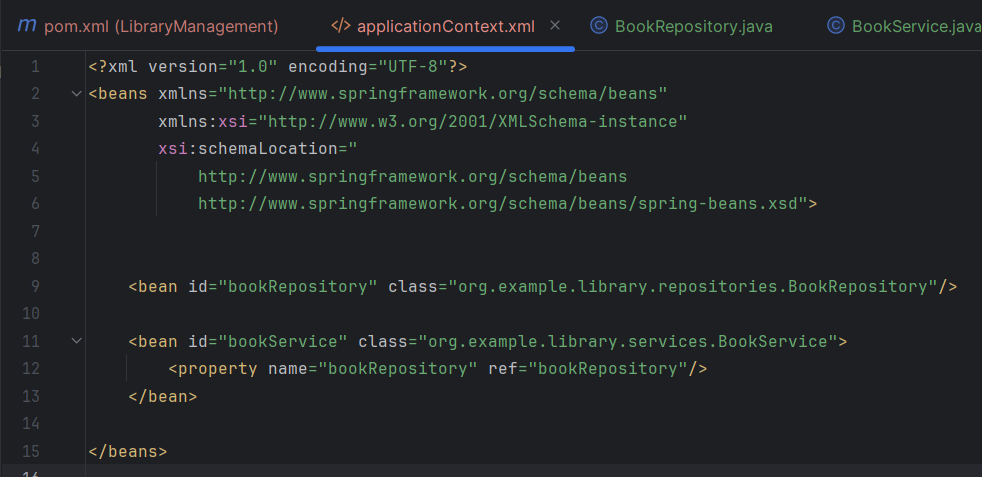 m pom.xml (LibraryManagement) </> applicationContext.xml × © BookRepository.java © BookService.java
1 <?xml version="1.0" encoding="UTF-8"?>
2 <beans xmlns="http://www.springframework.org/schema/beans"
3 xmlns:xsi="http://www.w3.org/2001/XMLSchema-instance"
4 xsi:schemaLocation="
5 http://www.springframework.org/schema/beans
6 http://www.springframework.org/schema/beans/spring-beans.xsd">
7
8
9 <bean id="bookRepository" class="org.example.library.repositories.BookRepository"/>
10
11 <bean id="bookService" class="org.example.library.services.BookService">
12 <property name="bookRepository" ref="bookRepository"/>
13 </bean>
14
15 </beans>
16